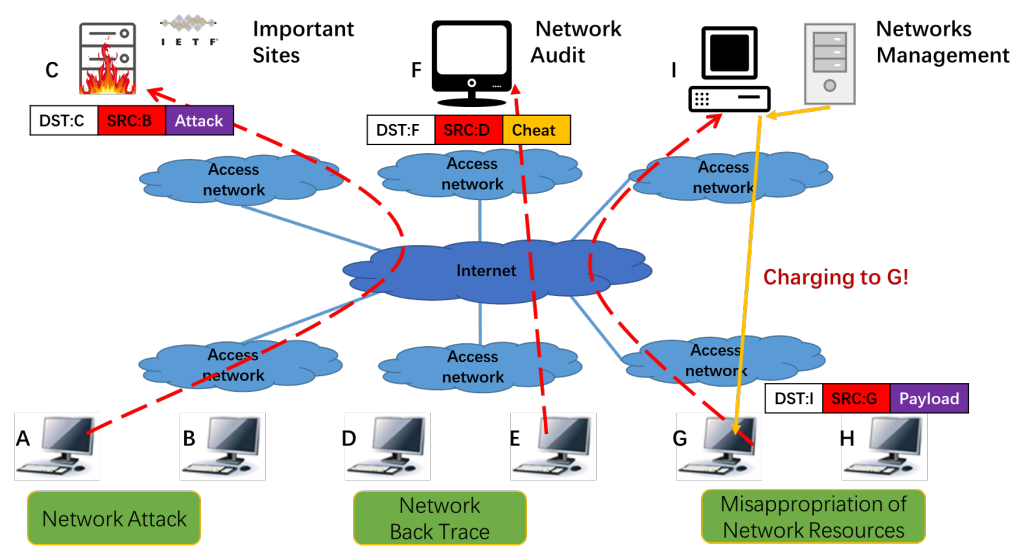 I E T F
Important
Sites
Network
Audit
Networks
Management
C
F
I
DST:C SRC:B Attack
DST:F SRC:D Cheat
Access
network
Access
network
Access
network
Internet
Charging to G!
Access
network
Access
network
Access
network
DST:I SRC:G Payload
A
B
D
E
G
H
Network Attack
Network
Back Trace
Misappropriation of
Network Resources